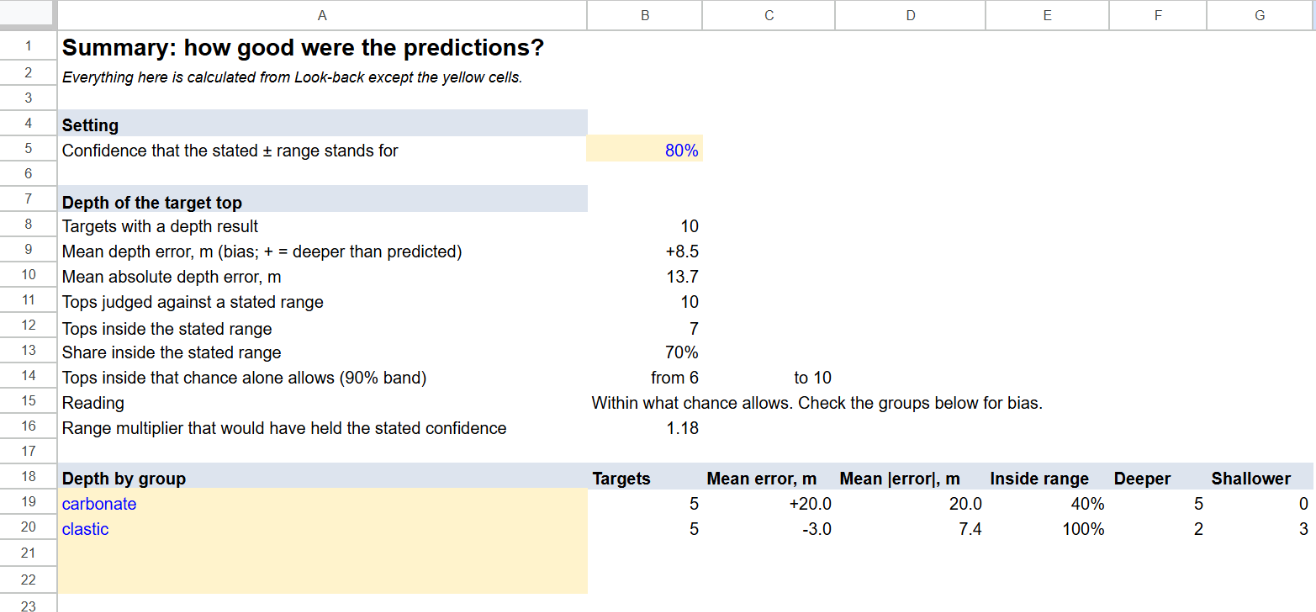 A B C D E F G
1 Summary: how good were the predictions?
2 Everything here is calculated from Look-back except the yellow cells.
3
4 Setting
5 Confidence that the stated ± range stands for 80%
6
7 Depth of the target top
8 Targets with a depth result 10
9 Mean depth error, m (bias; + = deeper than predicted) +8.5
10 Mean absolute depth error, m 13.7
11 Tops judged against a stated range 10
12 Tops inside the stated range 7
13 Share inside the stated range 70%
14 Tops inside that chance alone allows (90% band) from 6 to 10
15 Reading Within what chance allows. Check the groups below for bias.
16 Range multiplier that would have held the stated confidence 1.18
17
18 Depth by group Targets Mean error, m Mean |error|, m Inside range Deeper Shallower
19 carbonate 5 +20.0 20.0 40% 5 0
20 clastic 5 -3.0 7.4 100% 2 3
21
22
23